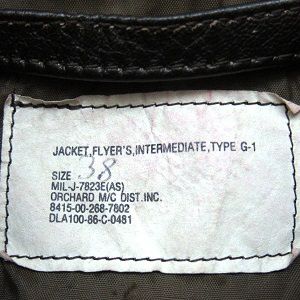 JACKET,FLYER'S,INTERMEDIATE,TYPE G-1
SIZE 38
MIL-J-7823E(AS)
ORCHARD M/C DIST.INC.
8415-00-268-7802
DLA100-86-C-0481